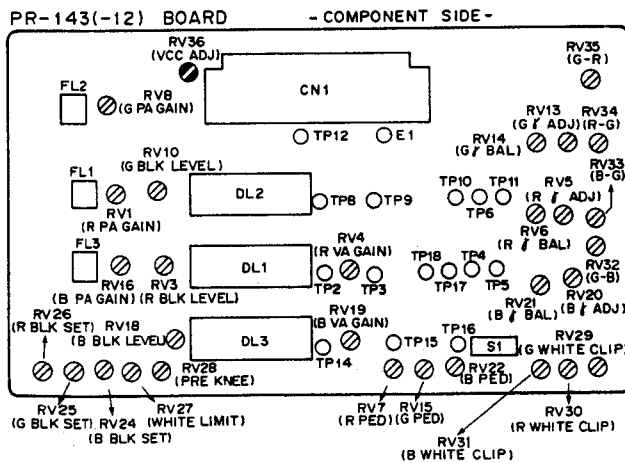 PR-143(-12) BOARD - COMPONENT SIDE -
RV36
(VCC ADJ)
RV35
(G-R)
FL2
RV8
(G PA GAIN)
CN1
RV13
(G γ ADJ)
RV34
(R-G)
TP12
E1
RV14
(G γ BAL)
RV33
(B-G)
RV10
(G BLK LEVEL)
FL1
RV1
(R PA GAIN)
DL2
TP8
TP9
TP10
TP6
TP11
RV5
(R γ ADJ)
RV6
(R γ BAL)
FL3
RV16
(B PA GAIN)
RV3
(R BLK LEVEL)
DL1
RV4
(R VA GAIN)
TP2
TP3
TP18
TP17
TP4
TP5
RV32
(G-B)
RV21
(B γ BAL)
RV20
(B γ ADJ)
RV26
(R BLK SET)
RV18
(B BLK LEVEL)
DL3
RV19
(B VA GAIN)
TP14
TP15
TP16
S1
RV29
(G WHITE CLIP)
RV28
(PRE KNEE)
RV22
(B PED)
RV25
(G BLK SET)
RV24
(B BLK SET)
RV27
(WHITE LIMIT)
RV7
(R PED)
RV15
(G PED)
RV30
(R WHITE CLIP)
RV31
(B WHITE CLIP)